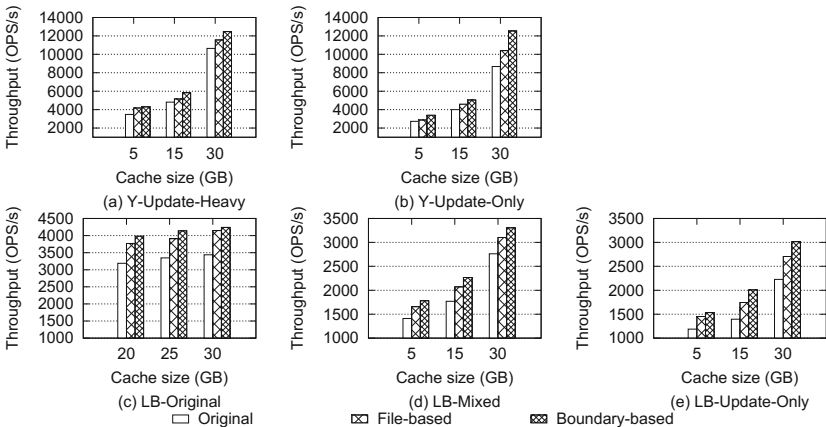 14000
12000
10000
8000
6000
4000
2000
Throughput (OPS/s)
5 15 30
Cache size (GB)
(a) Y-Update-Heavy
14000
12000
10000
8000
6000
4000
2000
Throughput (OPS/s)
5 15 30
Cache size (GB)
(b) Y-Update-Only
4500
4000
3500
3000
2500
2000
1500
1000
Throughput (OPS/s)
20 25 30
Cache size (GB)
(c) LB-Original
3500
3000
2500
2000
1500
1000
Throughput (OPS/s)
5 15 30
Cache size (GB)
(d) LB-Mixed
3500
3000
2500
2000
1500
1000
Throughput (OPS/s)
5 15 30
Cache size (GB)
(e) LB-Update-Only
Original File-based Boundary-based